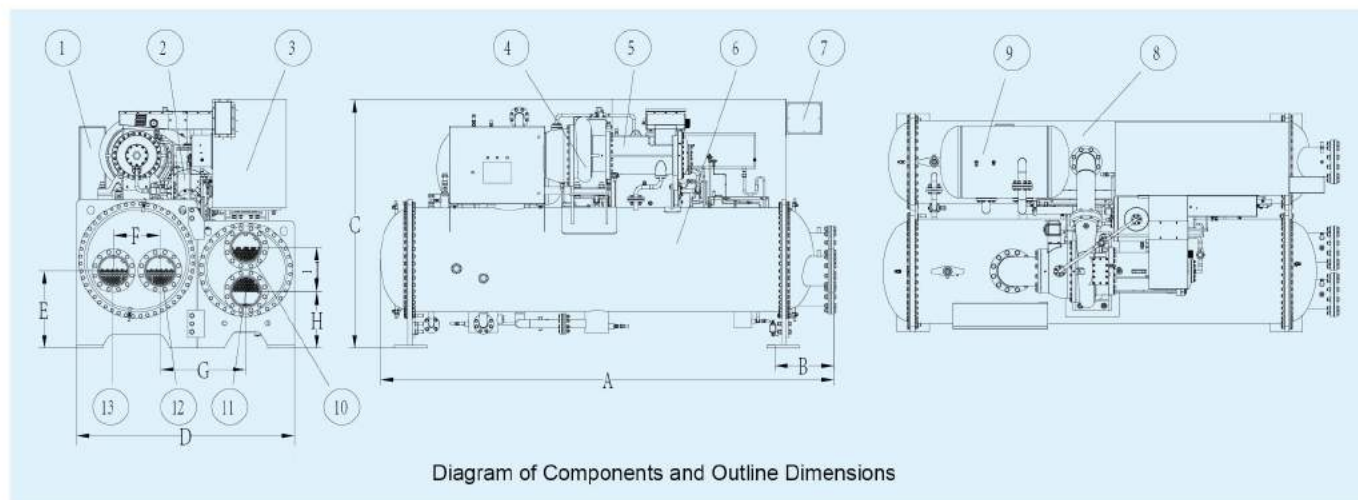 1 2 3 4 5 6 7 9 8
C
F
I
E
H
G
B
A
13 12 11 10
D
Diagram of Components and Outline Dimensions